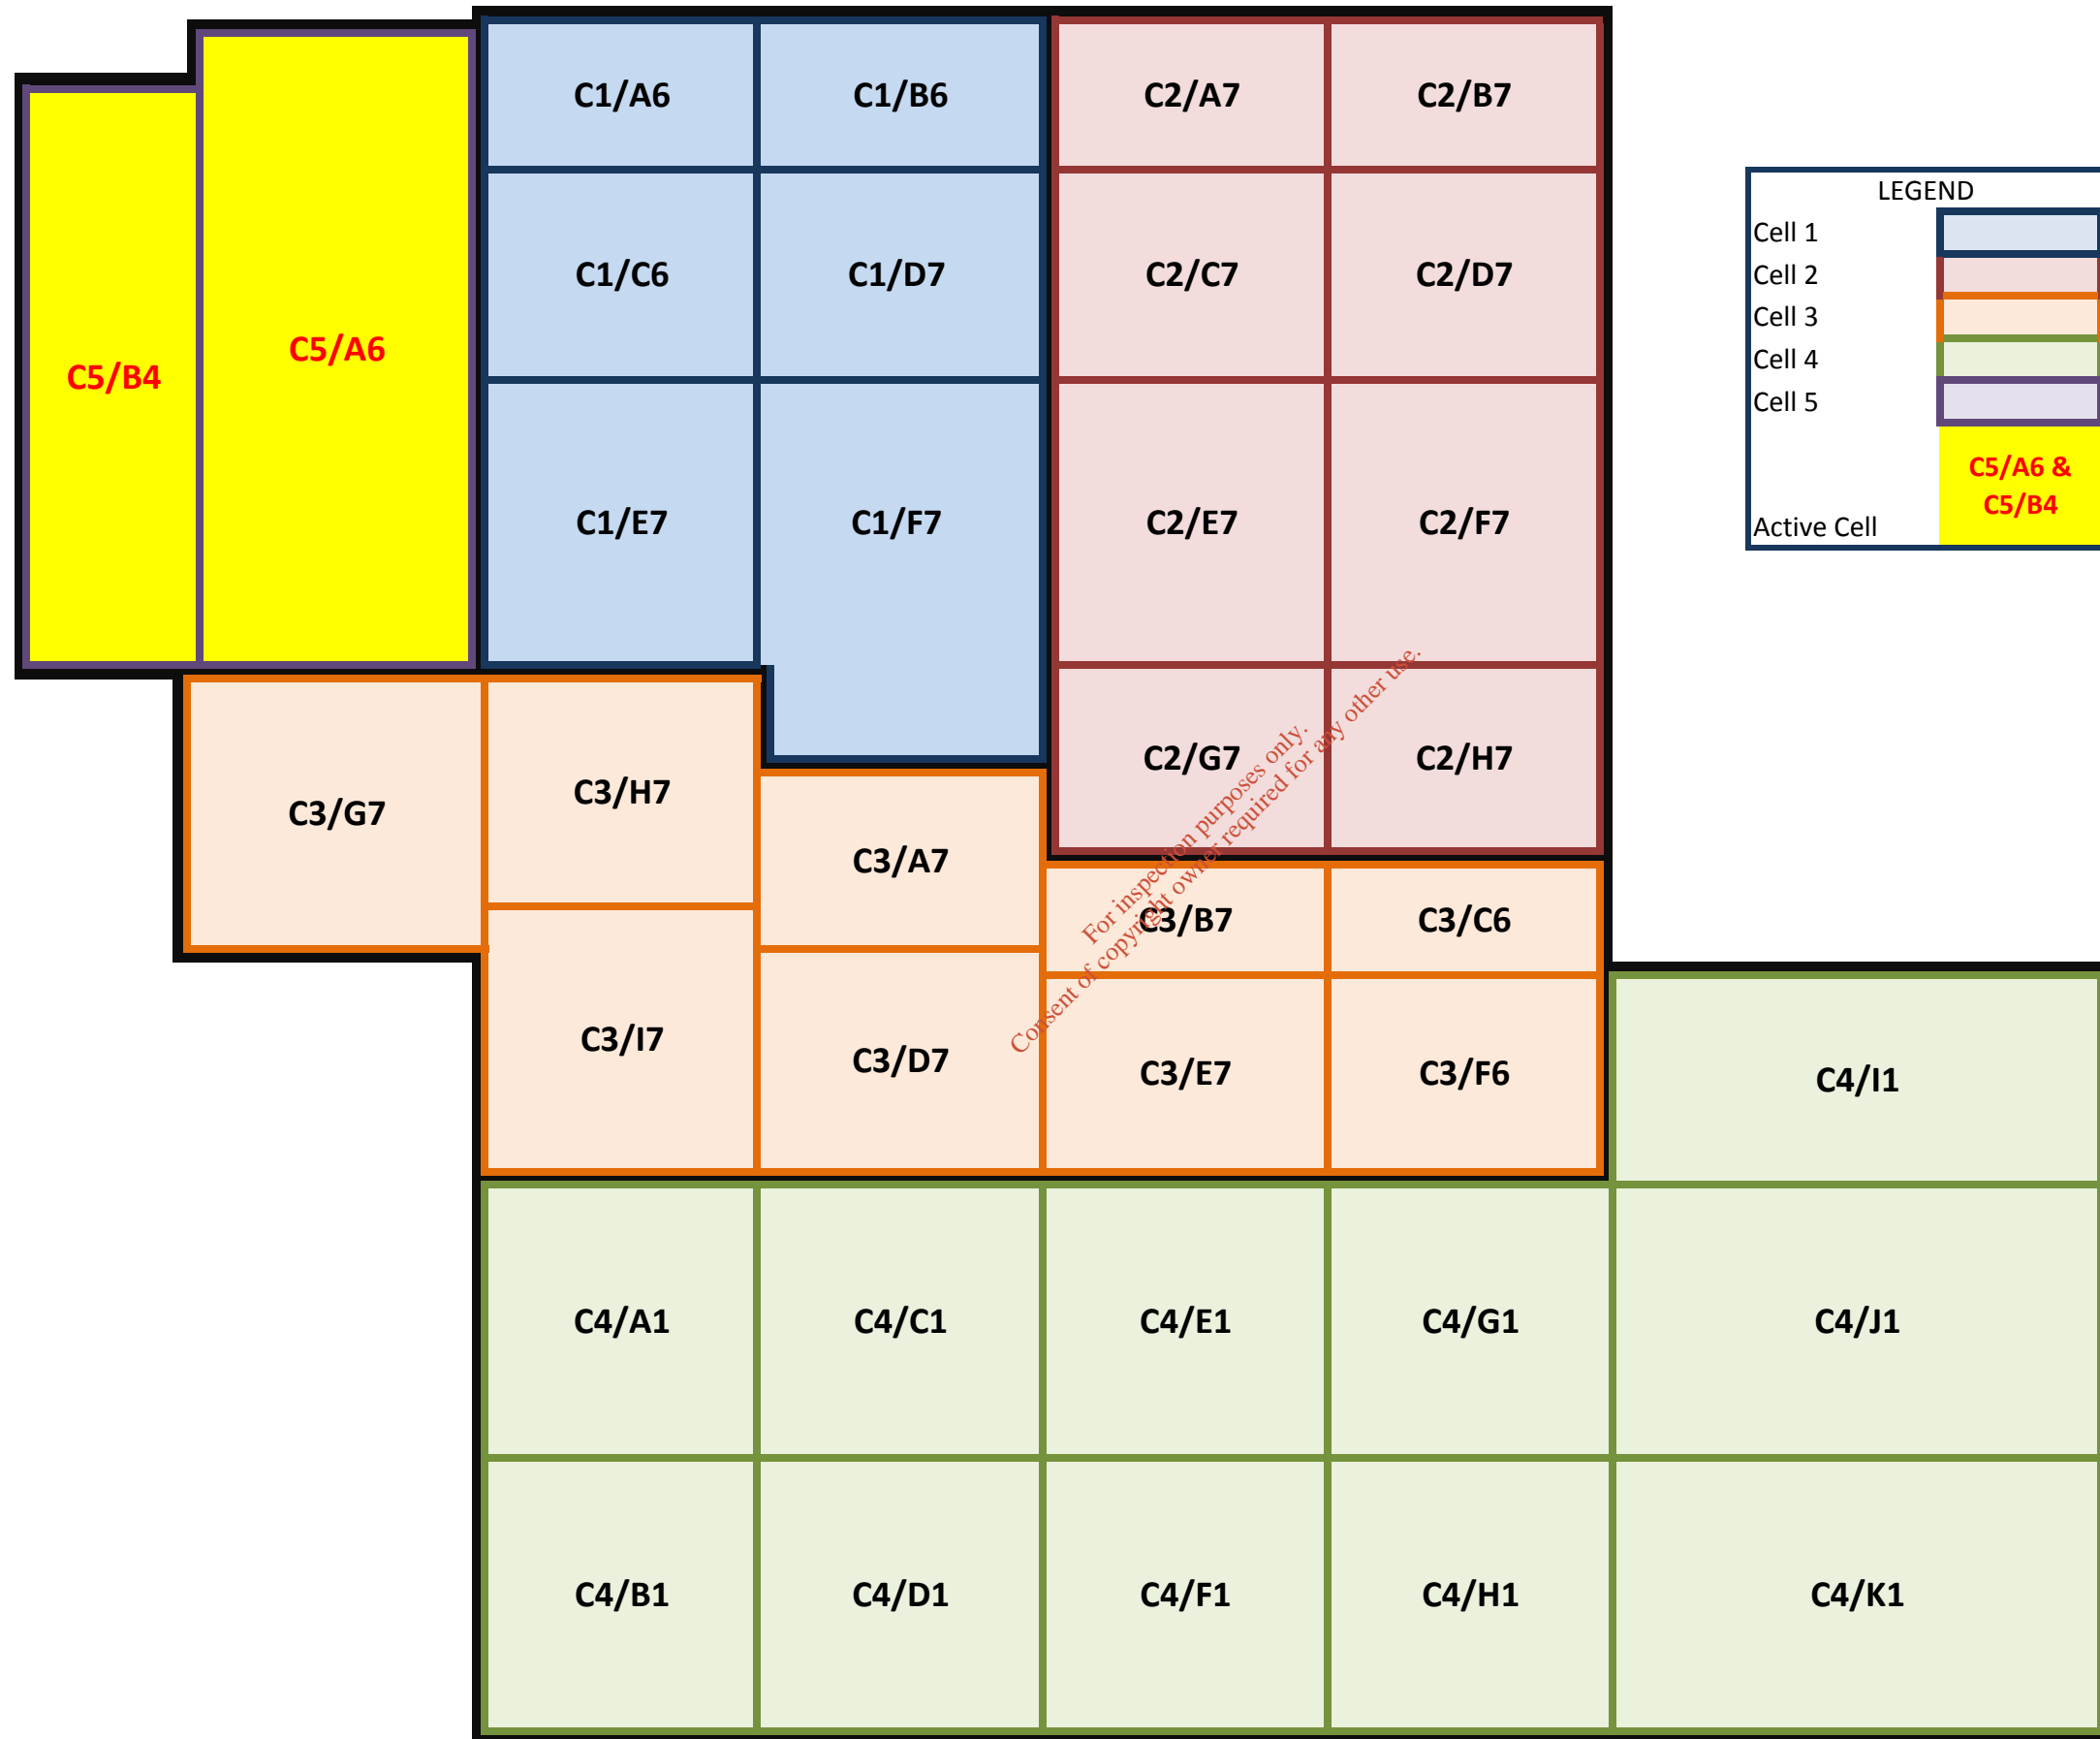 C1/A6 C1/B6 C2/A7 C2/B7
C1/C6 C1/D7 C2/C7 C2/D7
C5/B4 C5/A6
C1/E7 C1/F7 C2/E7 C2/F7
C2/G7 C2/H7
C3/G7 C3/H7
C3/A7
C3/B7 C3/C6
C3/I7 C3/D7 C3/E7 C3/F6
C4/I1
C4/A1 C4/C1 C4/E1 C4/G1 C4/J1
C4/B1 C4/D1 C4/F1 C4/H1 C4/K1
LEGEND
Cell 1
Cell 2
Cell 3
Cell 4
Cell 5
C5/A6 &
C5/B4
Active Cell
For inspection purposes only.
Consent of copyright owner required for any other use.